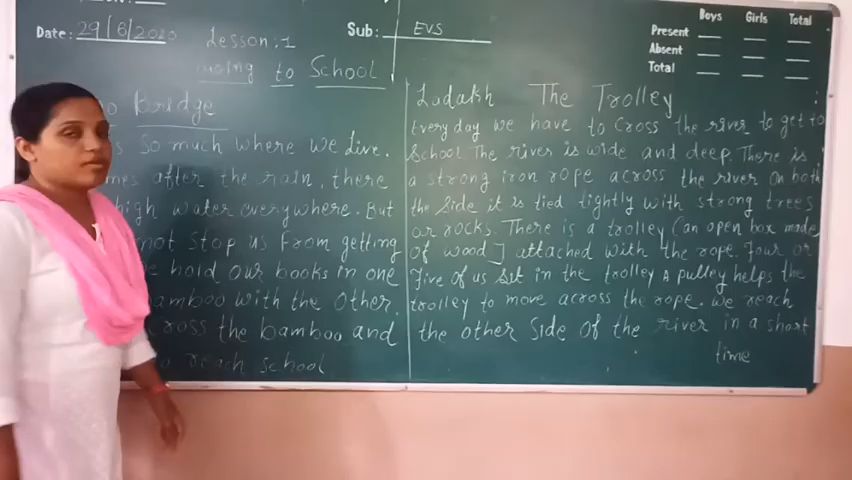 Date: 29/6/2020
Sub: EVS
Boys Girls Total
Present
Absent
Total
Lesson: 1
to School
Bridge
so much where we live.
after the rain, there
high water everywhere. But
not stop us from getting
hold our books in one
bamboo with the other.
cross the bamboo and
reach school
Ladakh The Trolley
Every day we have to cross the river to get to
School. The river is wide and deep. There is
a strong iron rope across the river on both
the side it is tied tightly with strong trees
or rocks. There is a trolley (an open box made
of wood] attached with the rope. Four or
Five of us sit in the trolley A pulley helps the
trolley to move across the rope. we reach
the other side of the river in a short
time